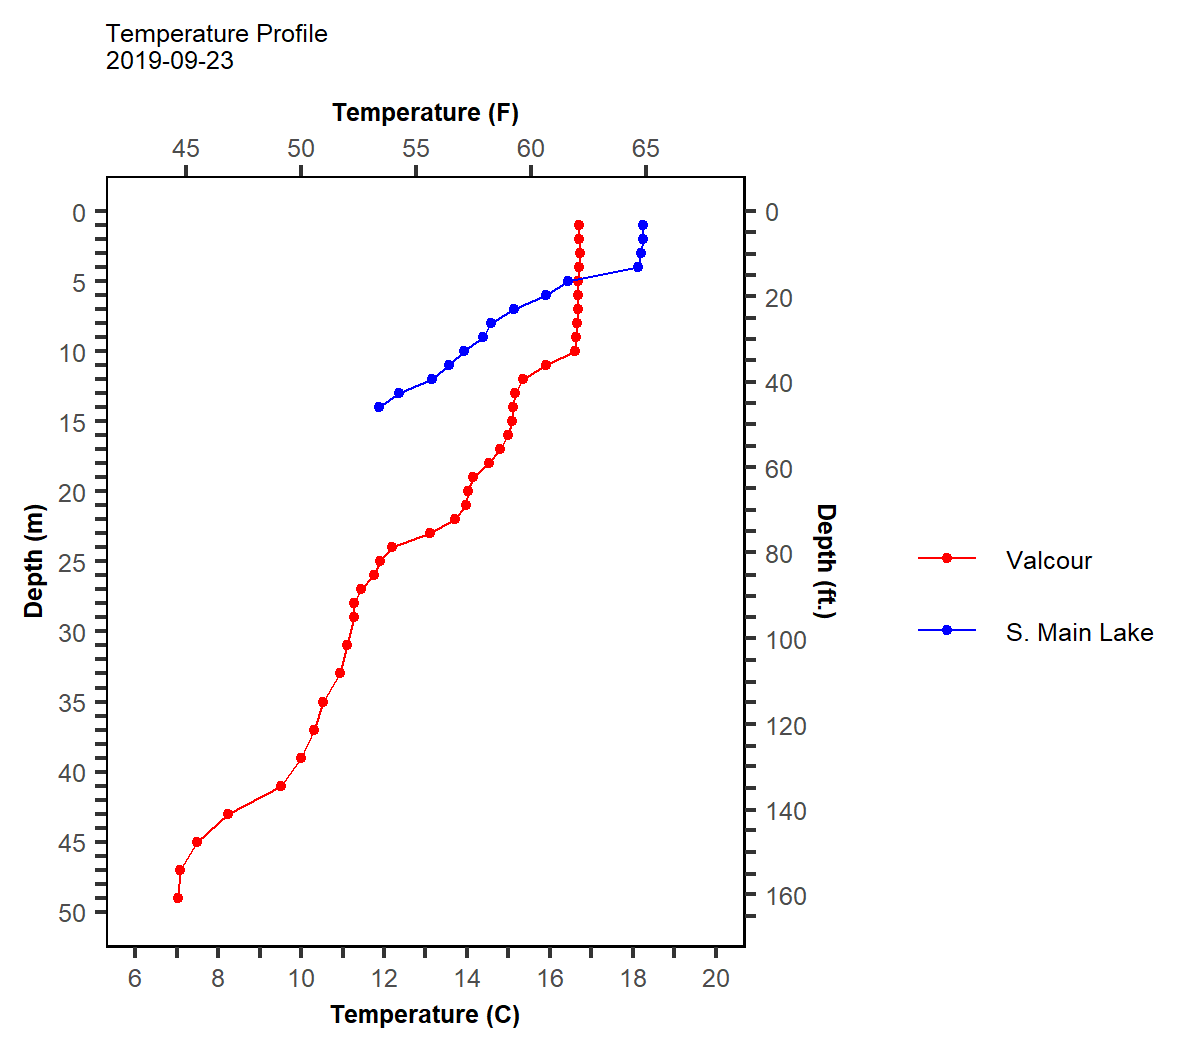 Temperature Profile
2019-09-23
Temperature (F)
45 50 55 60 65
0 0
5
20
10
40
15
60
20
Depth (m) Depth (ft.)
25 80
Valcour
30 100
S. Main Lake
35
120
40
140
45
160
50
6 8 10 12 14 16 18 20
Temperature (C)